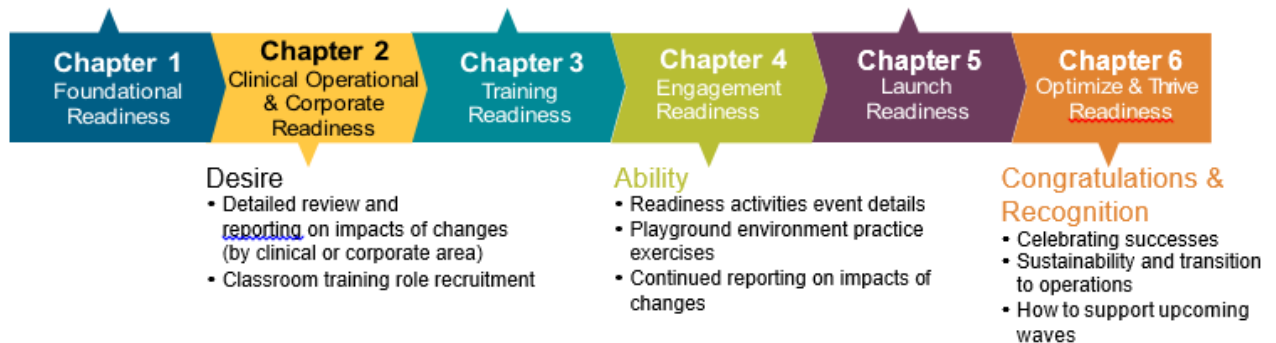 Chapter 1
Foundational
Readiness
Chapter 2
Clinical Operational
& Corporate
Readiness
Chapter 3
Training
Readiness
Chapter 4
Engagement
Readiness
Chapter 5
Launch
Readiness
Chapter 6
Optimize & Thrive
Readiness
Desire
• Detailed review and
reporting on impacts of changes
(by clinical or corporate area)
• Classroom training role recruitment
Ability
• Readiness activities event details
• Playground environment practice
exercises
• Continued reporting on impacts of
changes
Congratulations &
Recognition
• Celebrating successes
• Sustainability and transition
to operations
• How to support upcoming
waves